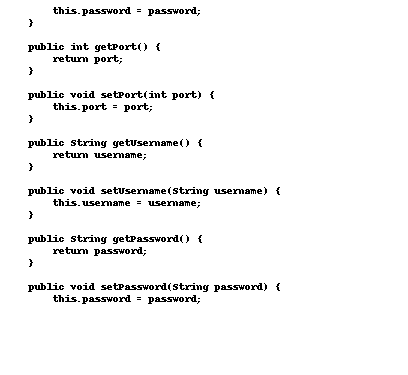 this.password = password;
}
public int getPort() {
return port;
}
public void setPort(int port) {
this.port = port;
}
public String getUsername() {
return username;
}
public void setUsername(String username) {
this.username = username;
}
public String getPassword() {
return password;
}
public void setPassword(String password) {
this.password = password;